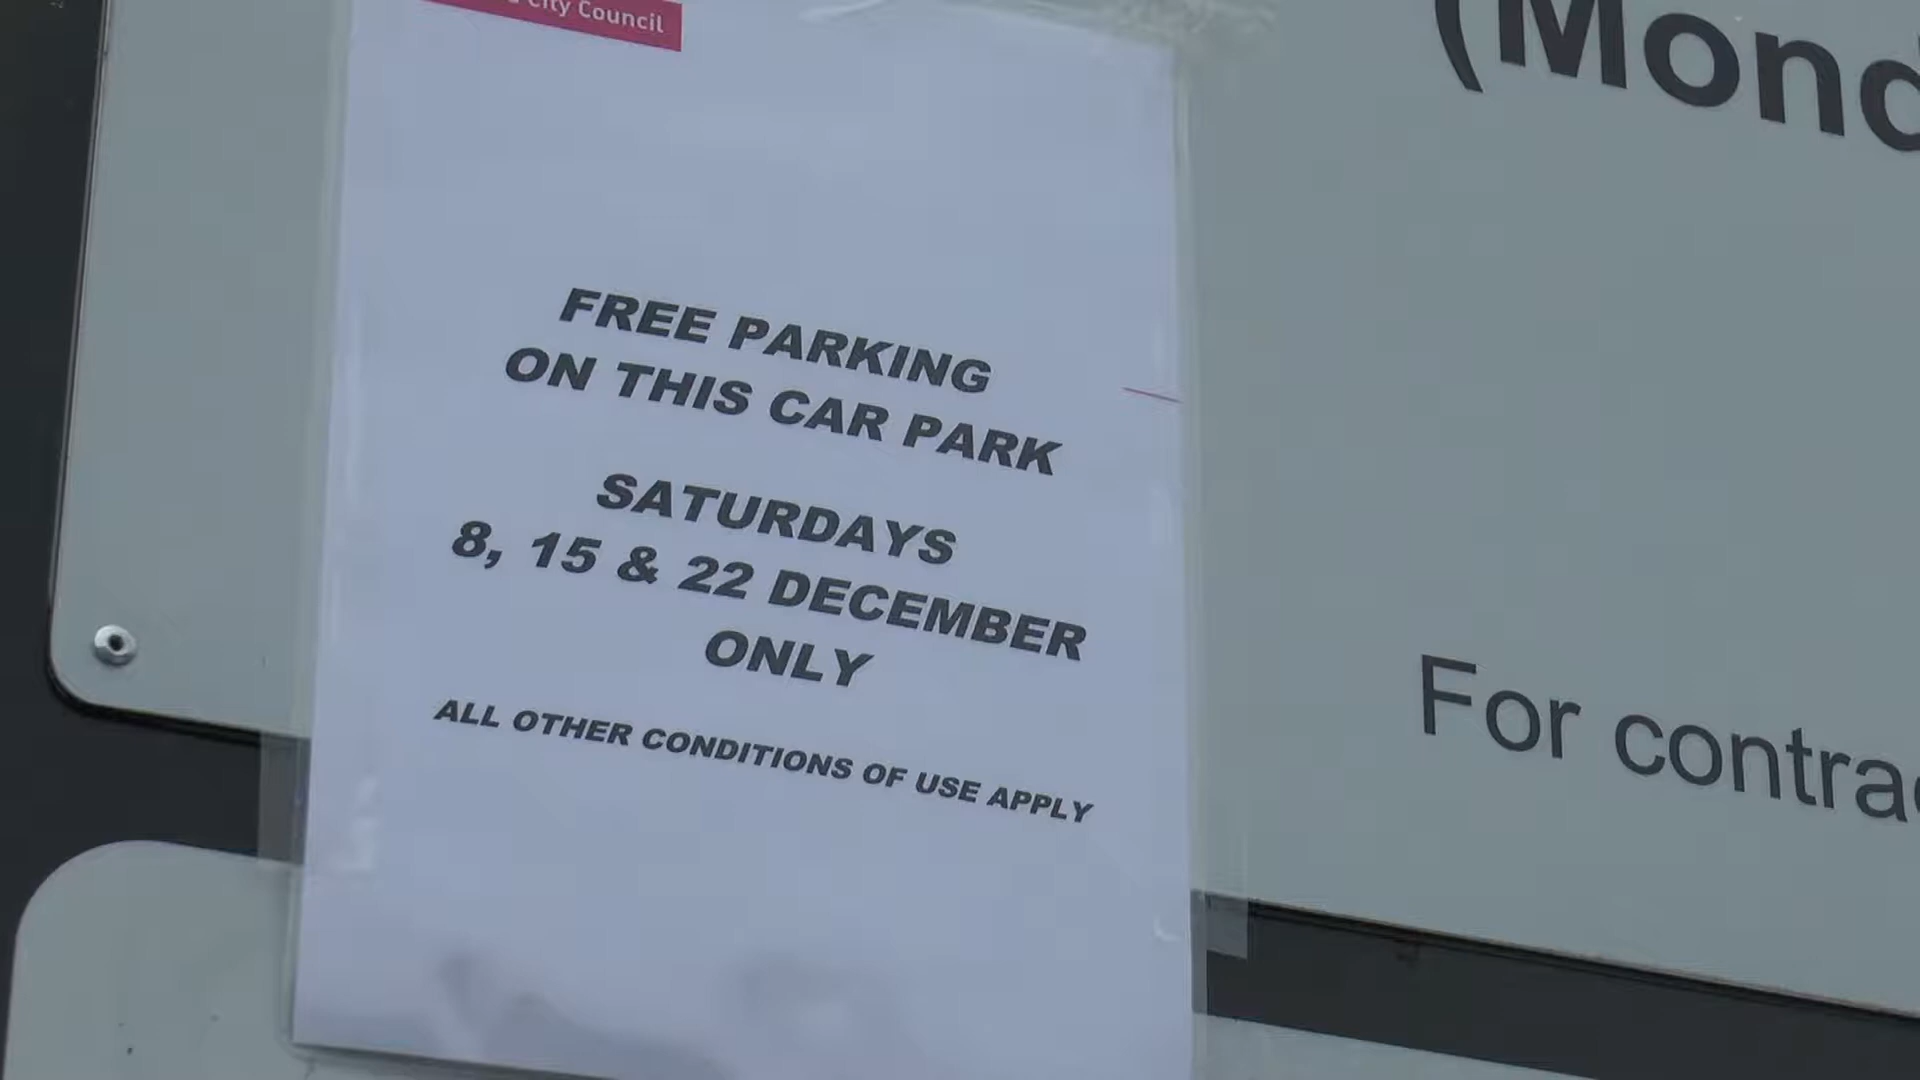 City Council
FREE PARKING
ON THIS CAR PARK
SATURDAYS
8, 15 & 22 DECEMBER
ONLY
ALL OTHER CONDITIONS OF USE APPLY
(Mond
For contrac